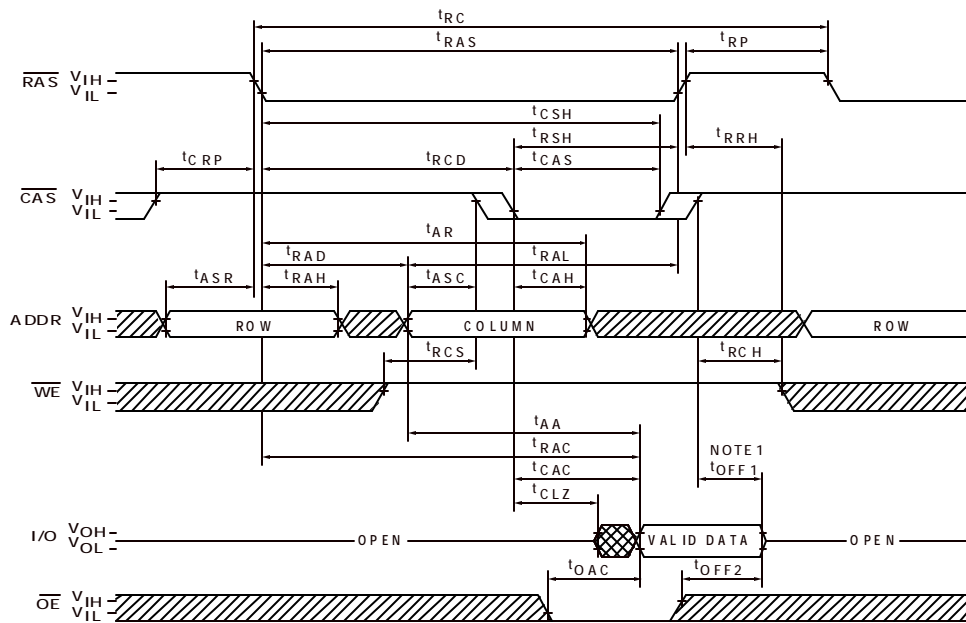 tRC
tRAS tRP
RAS VIH
VIL
tCSH
tRSH tRRH
tCRP tRCD tCAS
CAS VIH
VIL
tAR
tRAD tRAL
tASR tRAH tASC tCAH
ADDR VIH
VIL
ROW COLUMN ROW
tRCS tRCH
WE VIH
VIL
tAA
tRAC NOTE1
tCAC tOFF1
tCLZ
I/O VOH
VOL
OPEN VALID DATA OPEN
tOAC tOFF2
OE VIH
VIL